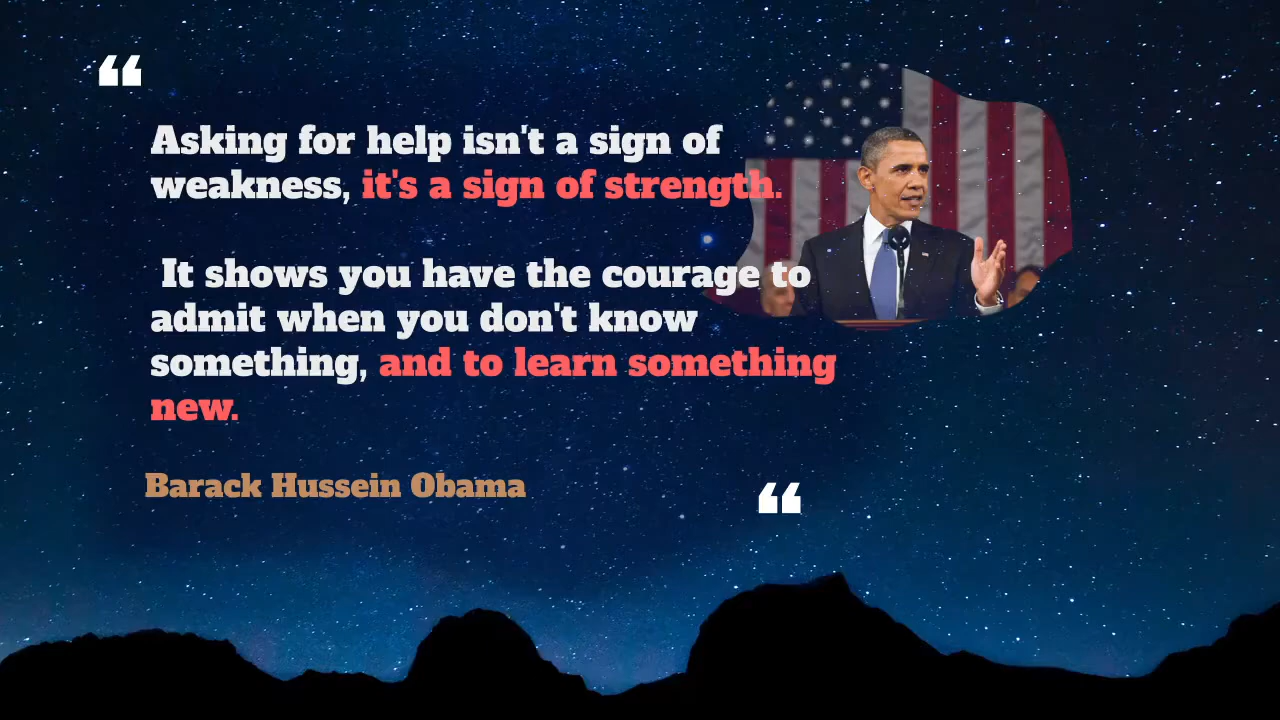 ❝
Asking for help isn't a sign of
weakness, it's a sign of strength.
It shows you have the courage to
admit when you don't know
something, and to learn something
new.
Barack Hussein Obama
❝